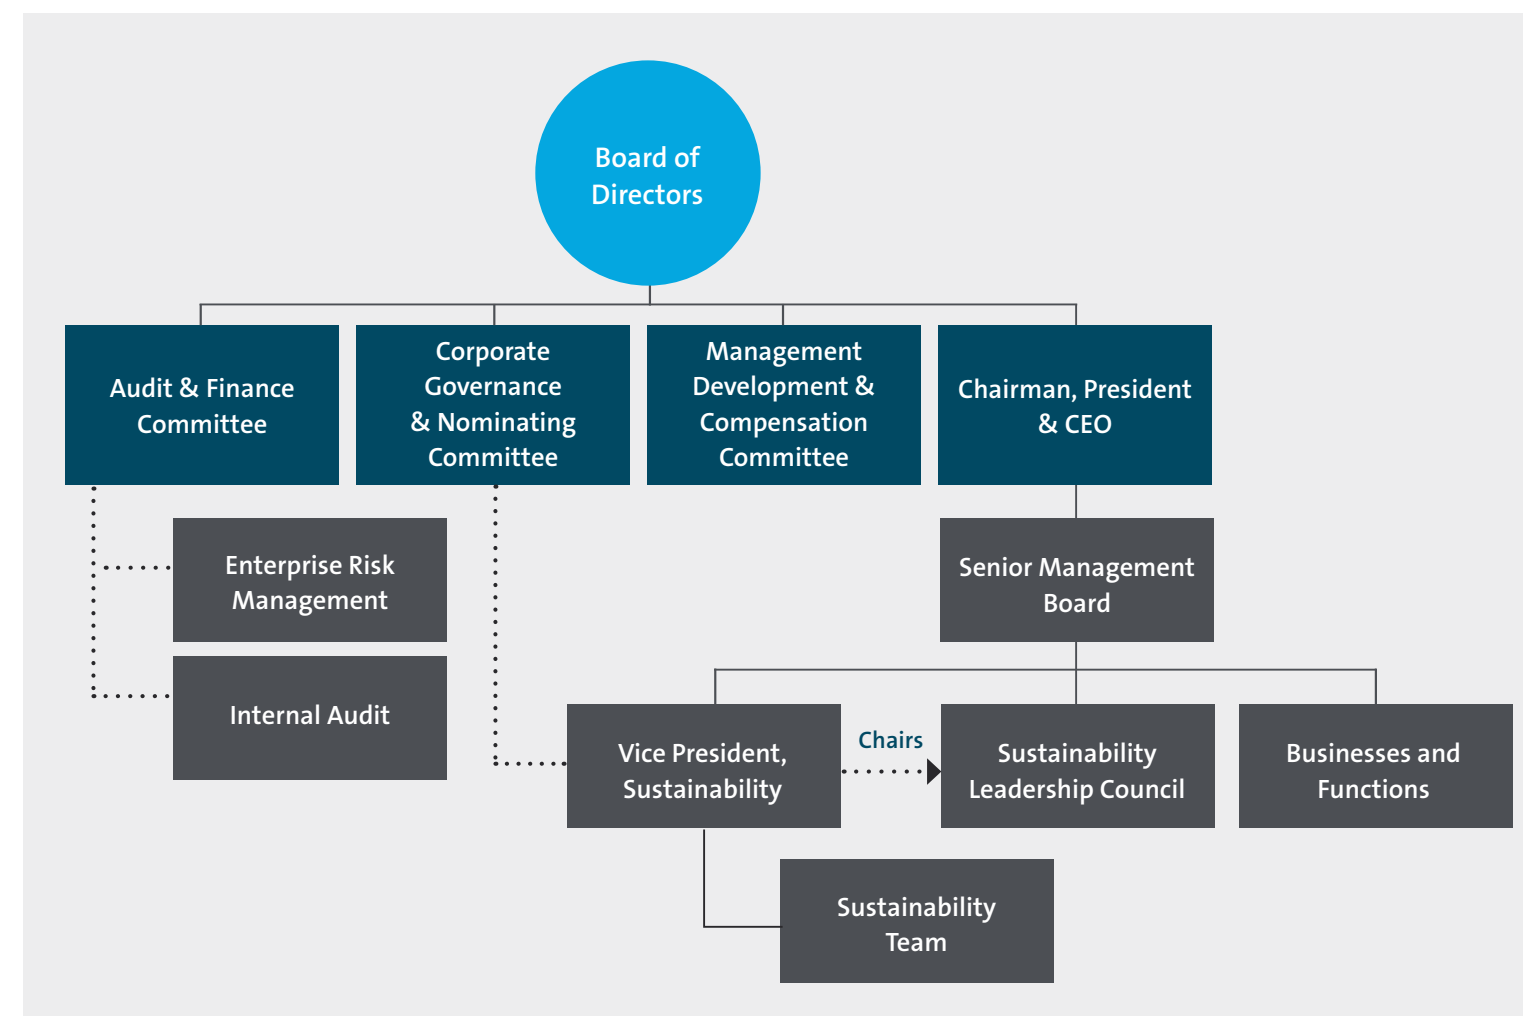 Board of
Directors
Audit & Finance
Committee
Corporate
Governance
& Nominating
Committee
Management
Development &
Compensation
Committee
Chairman, President
& CEO
Enterprise Risk
Management
Senior Management
Board
Internal Audit
Vice President,
Sustainability
Chairs
Sustainability
Leadership Council
Businesses and
Functions
Sustainability
Team